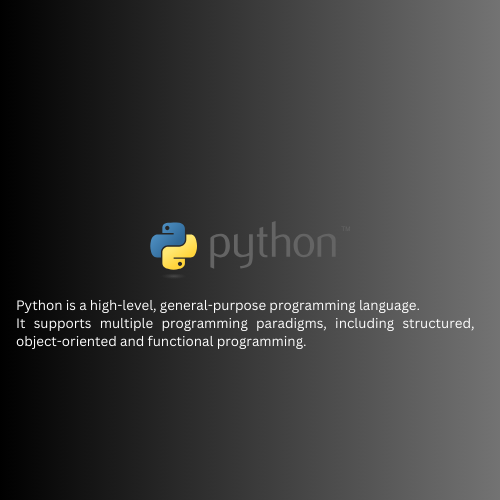 python™
Python is a high-level, general-purpose programming language.
It supports multiple programming paradigms, including structured,
object-oriented and functional programming.